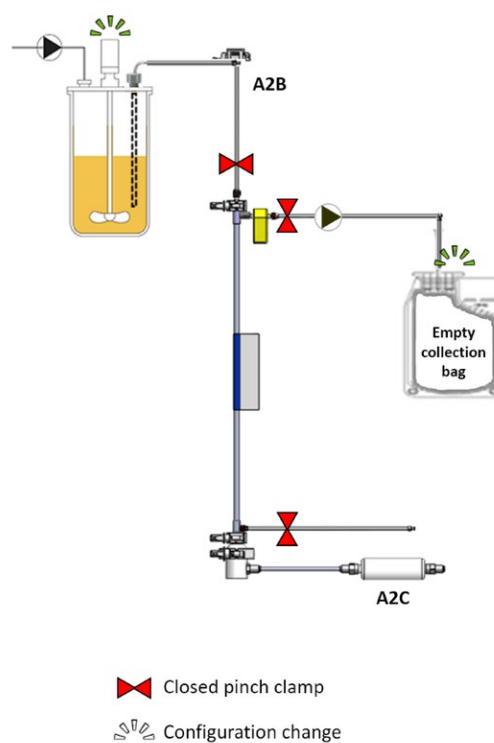 A2B
Empty
collection
bag
A2C
Closed pinch clamp
Configuration change